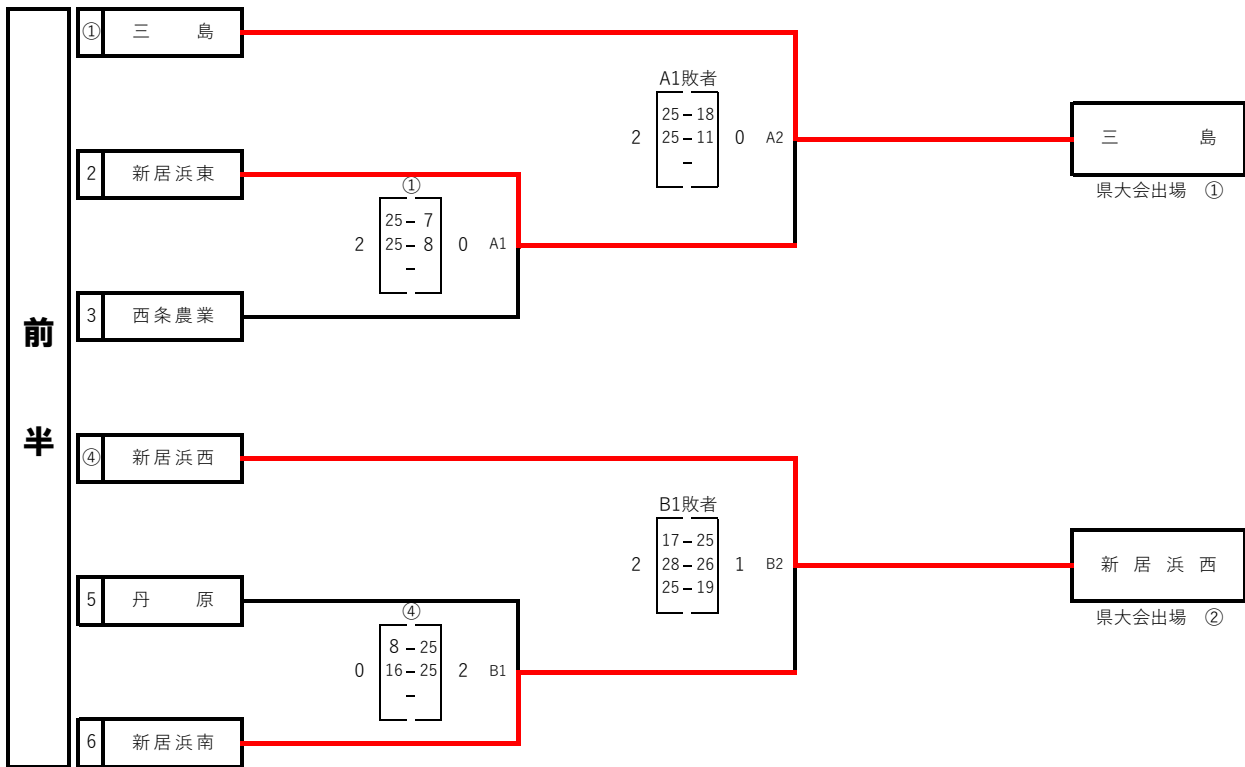 前半
① 三島
A1敗者
25-18
2 25-11 0 A2
-
三島
県大会出場 ①
2 新居浜東
①
25-7
2 25-8 0 A1
-
3 西条農業
④ 新居浜西
B1敗者
17-25
2 28-26 1 B2
25-19
新居浜西
県大会出場 ②
5 丹原
④
8-25
0 16-25 2 B1
-
6 新居浜南